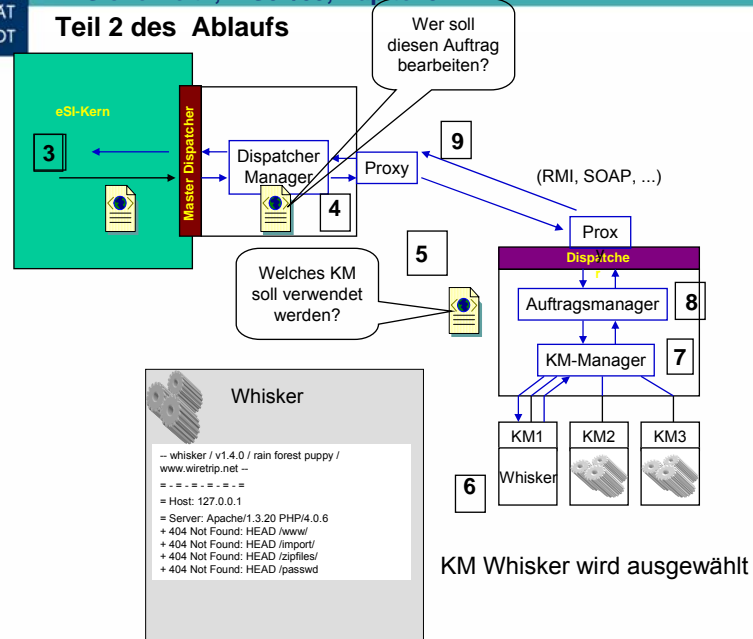 ÄT
DT
Teil 2 des Ablaufs
Wer soll
diesen Auftrag
bearbeiten?
eSI-Kern
Master Dispatcher
3
Dispatcher
Manager
4
Proxy
9
(RMI, SOAP, ...)
Prox
Dispatche
5
Welches KM
soll verwendet
werden?
Auftragsmanager
8
KM-Manager
7
KM1
KM2
KM3
Whisker
6
Whisker
-- whisker / v1.4.0 / rain forest puppy /
www.wiretrip.net --
= - = - = - = - = - =
= Host: 127.0.0.1
= Server: Apache/1.3.20 PHP/4.0.6
+ 404 Not Found: HEAD /www/
+ 404 Not Found: HEAD /import/
+ 404 Not Found: HEAD /zipfiles/
+ 404 Not Found: HEAD /passwd
KM Whisker wird ausgewählt